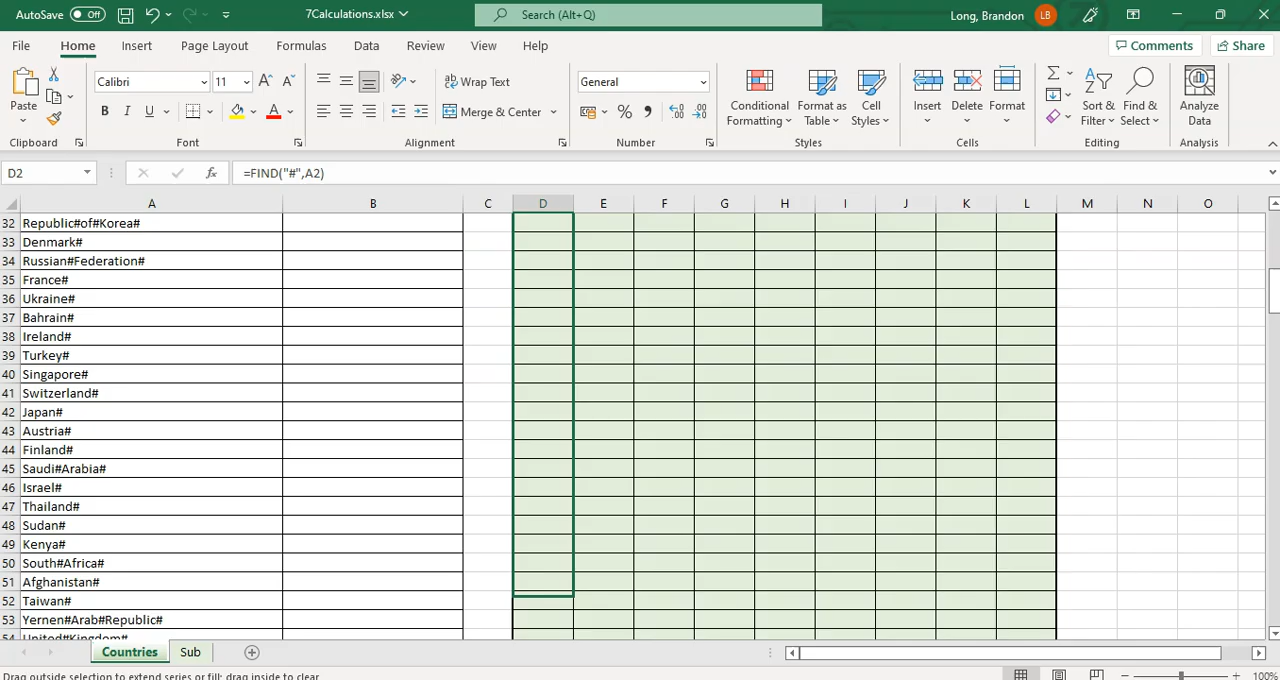 AutoSave Off 7Calculations.xlsx Search (Alt+Q) Long, Brandon LB
File Home Insert Page Layout Formulas Data Review View Help Comments Share
Paste Calibri 11 A A Wrap Text General Conditional Formatting Format as Table Cell Styles Insert Delete Format Sort & Filter Find & Select Analyze Data
B I U A Merge & Center % ,
Clipboard Font Alignment Number Styles Cells Editing Analysis
D2 fx =FIND("#",A2)
A B C D E F G H I J K L M N O
32 Republic#of#Korea#
33 Denmark#
34 Russian#Federation#
35 France#
36 Ukraine#
37 Bahrain#
38 Ireland#
39 Turkey#
40 Singapore#
41 Switzerland#
42 Japan#
43 Austria#
44 Finland#
45 Saudi#Arabia#
46 Israel#
47 Thailand#
48 Sudan#
49 Kenya#
50 South#Africa#
51 Afghanistan#
52 Taiwan#
53 Yernen#Arab#Republic#
54 United#Kingdom#
Countries Sub
Drag outside selection to extend series or fill; drag inside to clear 100%